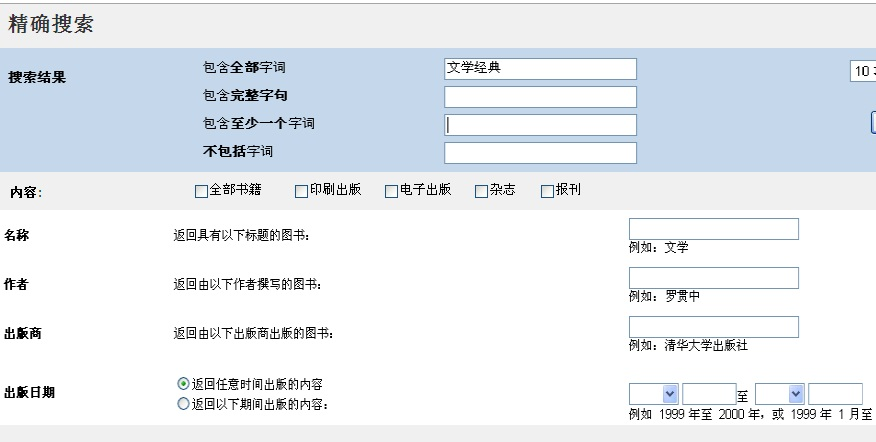 精确搜索
搜索结果
包含全部字词 文学经典
10
包含完整字句
包含至少一个字词
不包括字词
内容: 全部书籍 印刷出版 电子出版 杂志 报刊
名称 返回具有以下标题的图书:
例如: 文学
作者 返回由以下作者撰写的图书:
例如: 罗贯中
出版商 返回由以下出版商出版的图书:
例如: 清华大学出版社
出版日期 返回任意时间出版的内容
返回以下期间出版的内容: 至
例如 1999 年至 2000 年, 或 1999 年 1 月至